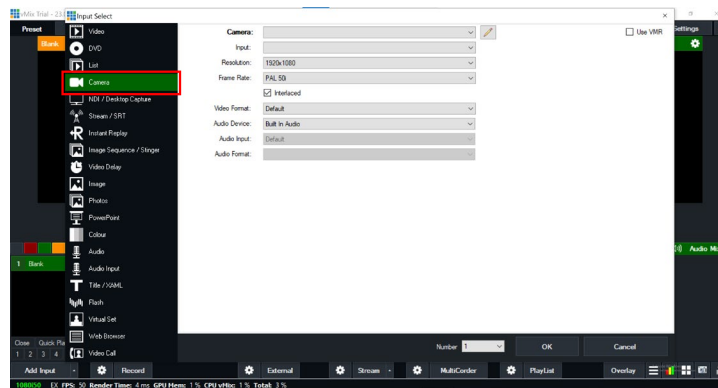 vMix Trial - 23.
Input Select
Preset
Blank
Video
DVD
List
Camera
NDI / Desktop Capture
Stream / SRT
Instant Replay
Image Sequence / Stinger
Video Delay
Image
Photos
PowerPoint
Colour
Audio
Audio Input
Title / XAML
Flash
Virtual Set
Web Browser
Video Call
Camera:
Input:
Resolution: 1920x1080
Frame Rate: PAL 50i
Interlaced
Video Format: Default
Audio Device: Built In Audio
Audio Input: Default
Audio Format:
Use VMR
Settings
Audio Mi
1 Blank
Close Quick Pla
1 2 3 4
Number 1 OK Cancel
Add Input Record External Stream MultiCorder PlayList Overlay
1080i50 EX FPS: 50 Render Time: 4 ms GPU Mem: 1 % CPU vMix: 1 % Total: 3 %